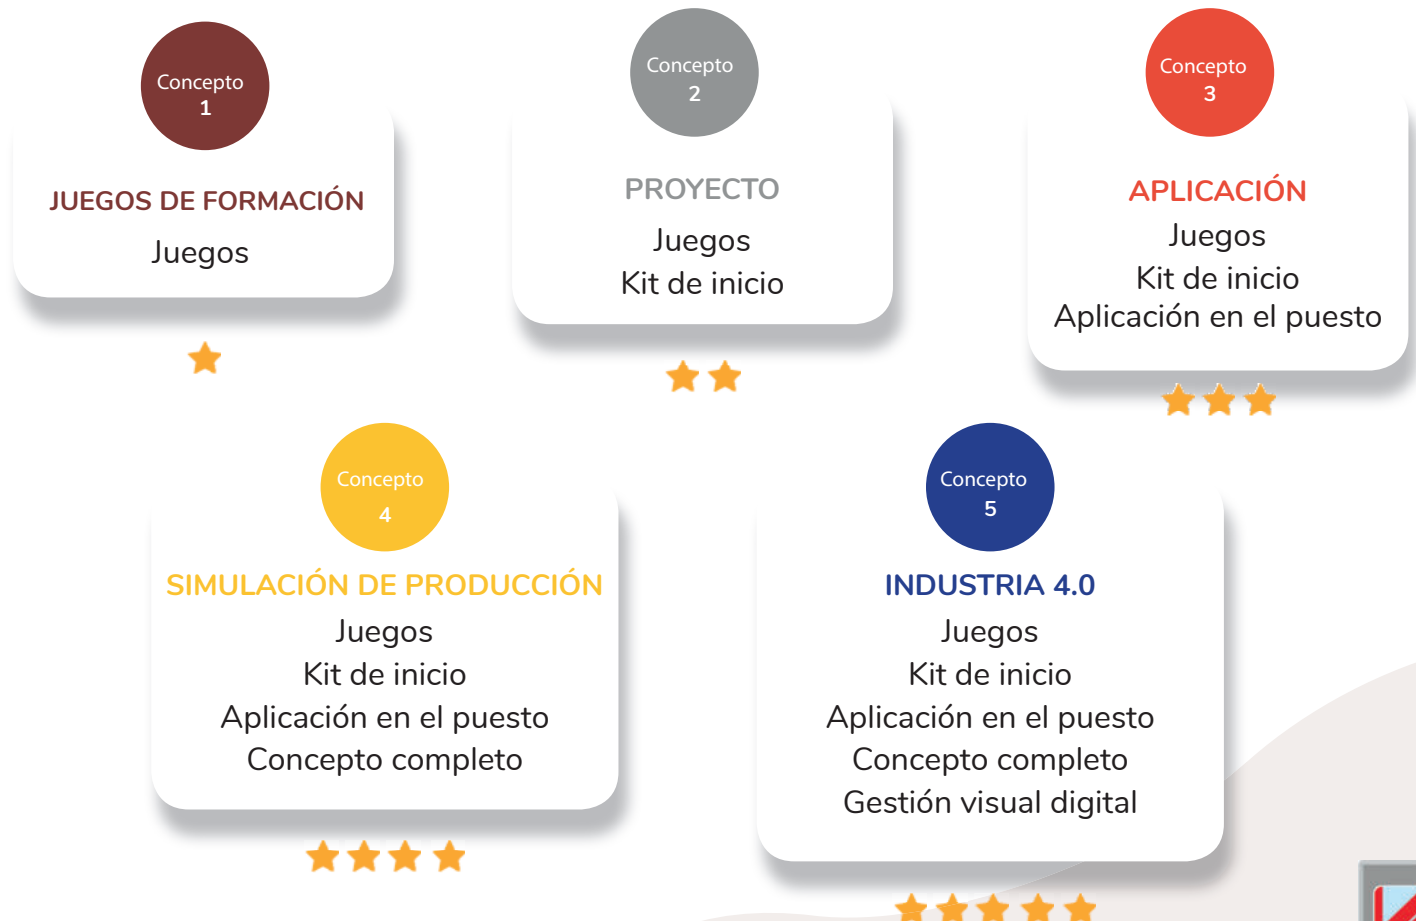 Concepto
1
JUEGOS DE FORMACIÓN
Juegos
Concepto
2
PROYECTO
Juegos
Kit de inicio
Concepto
3
APLICACIÓN
Juegos
Kit de inicio
Aplicación en el puesto
Concepto
4
SIMULACIÓN DE PRODUCCIÓN
Juegos
Kit de inicio
Aplicación en el puesto
Concepto completo
Concepto
5
INDUSTRIA 4.0
Juegos
Kit de inicio
Aplicación en el puesto
Concepto completo
Gestión visual digital